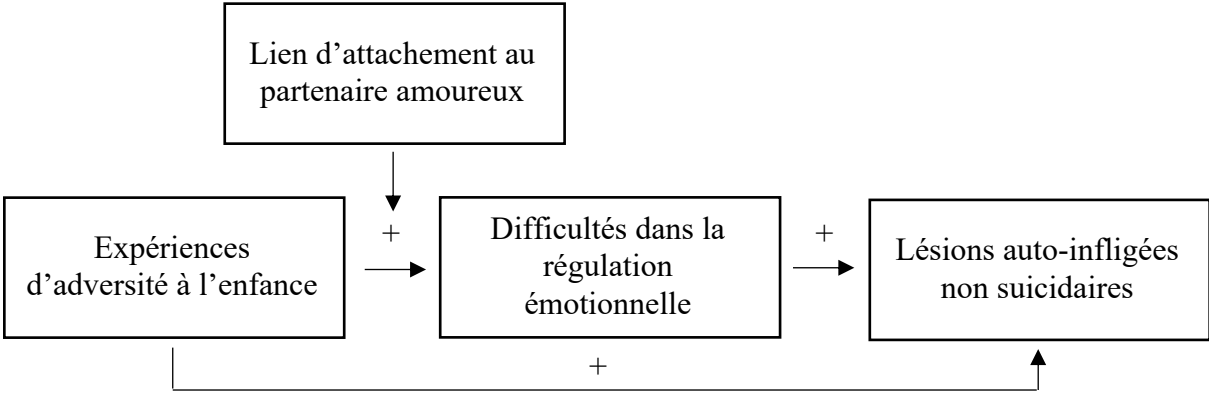 Lien d’attachement au
partenaire amoureux
Expériences
d’adversité à l’enfance
+
Difficultés dans la
régulation
émotionnelle
+
Lésions auto-infligées
non suicidaires
+